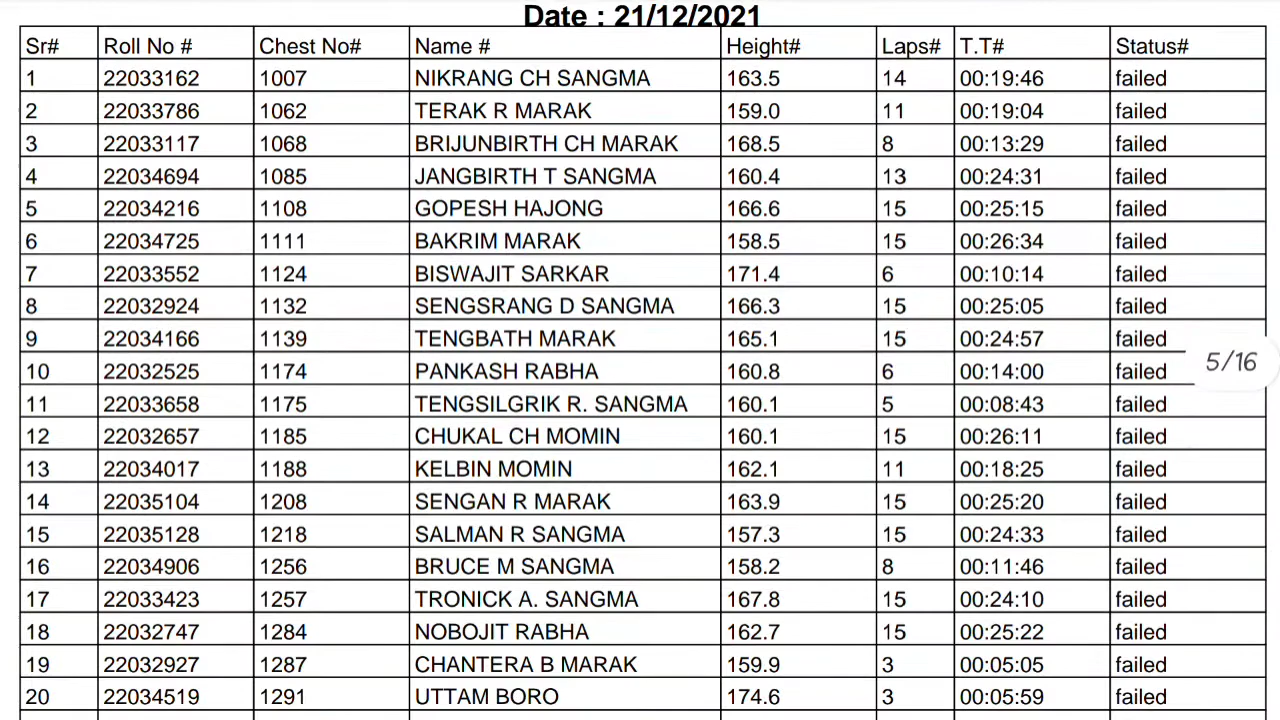 Date : 21/12/2021
Sr# Roll No # Chest No# Name # Height# Laps# T.T# Status#
1 22033162 1007 NIKRANG CH SANGMA 163.5 14 00:19:46 failed
2 22033786 1062 TERAK R MARAK 159.0 11 00:19:04 failed
3 22033117 1068 BRIJUNBIRTH CH MARAK 168.5 8 00:13:29 failed
4 22034694 1085 JANGBIRTH T SANGMA 160.4 13 00:24:31 failed
5 22034216 1108 GOPESH HAJONG 166.6 15 00:25:15 failed
6 22034725 1111 BAKRIM MARAK 158.5 15 00:26:34 failed
7 22033552 1124 BISWAJIT SARKAR 171.4 6 00:10:14 failed
8 22032924 1132 SENGSRANG D SANGMA 166.3 15 00:25:05 failed
9 22034166 1139 TENGBATH MARAK 165.1 15 00:24:57 failed
10 22032525 1174 PANKASH RABHA 160.8 6 00:14:00 failed 5/16
11 22033658 1175 TENGSILGRIK R. SANGMA 160.1 5 00:08:43 failed
12 22032657 1185 CHUKAL CH MOMIN 160.1 15 00:26:11 failed
13 22034017 1188 KELBIN MOMIN 162.1 11 00:18:25 failed
14 22035104 1208 SENGAN R MARAK 163.9 15 00:25:20 failed
15 22035128 1218 SALMAN R SANGMA 157.3 15 00:24:33 failed
16 22034906 1256 BRUCE M SANGMA 158.2 8 00:11:46 failed
17 22033423 1257 TRONICK A. SANGMA 167.8 15 00:24:10 failed
18 22032747 1284 NOBOJIT RABHA 162.7 15 00:25:22 failed
19 22032927 1287 CHANTERA B MARAK 159.9 3 00:05:05 failed
20 22034519 1291 UTTAM BORO 174.6 3 00:05:59 failed